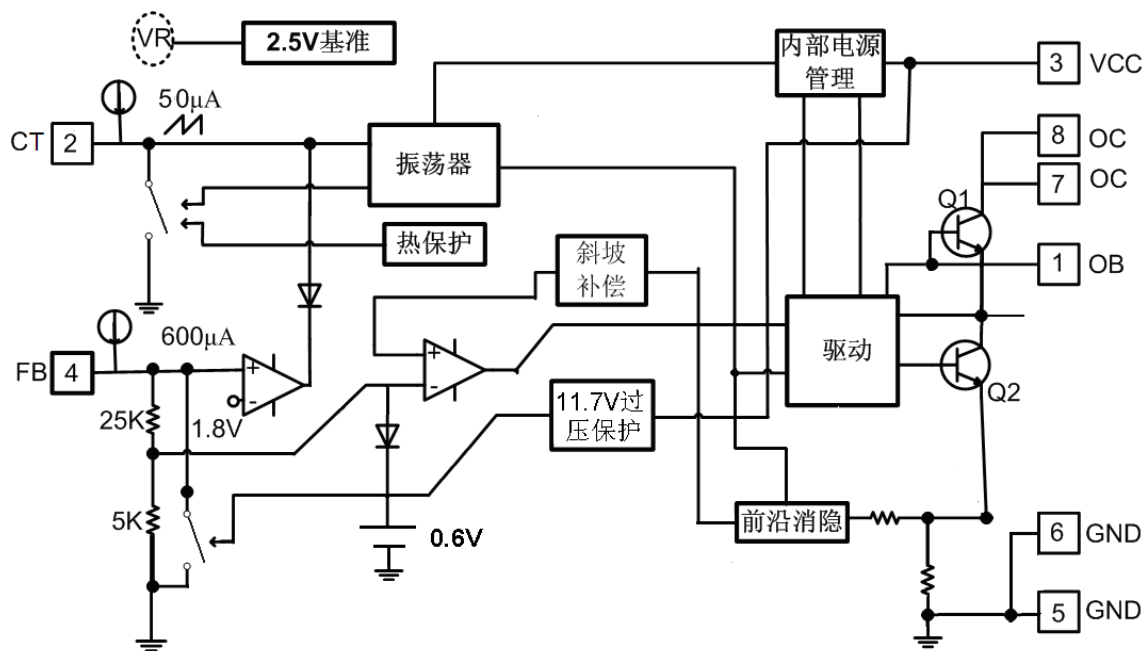 VR
2.5V基准
内部电源
管理
3
VCC
50μA
CT
2
振荡器
8
OC
7
OC
Q1
热保护
斜坡
补偿
1
OB
600μA
FB
4
+
-
1.8V
+
-
驱动
Q2
25K
11.7V过
压保护
5K
0.6V
前沿消隐
6
GND
5
GND